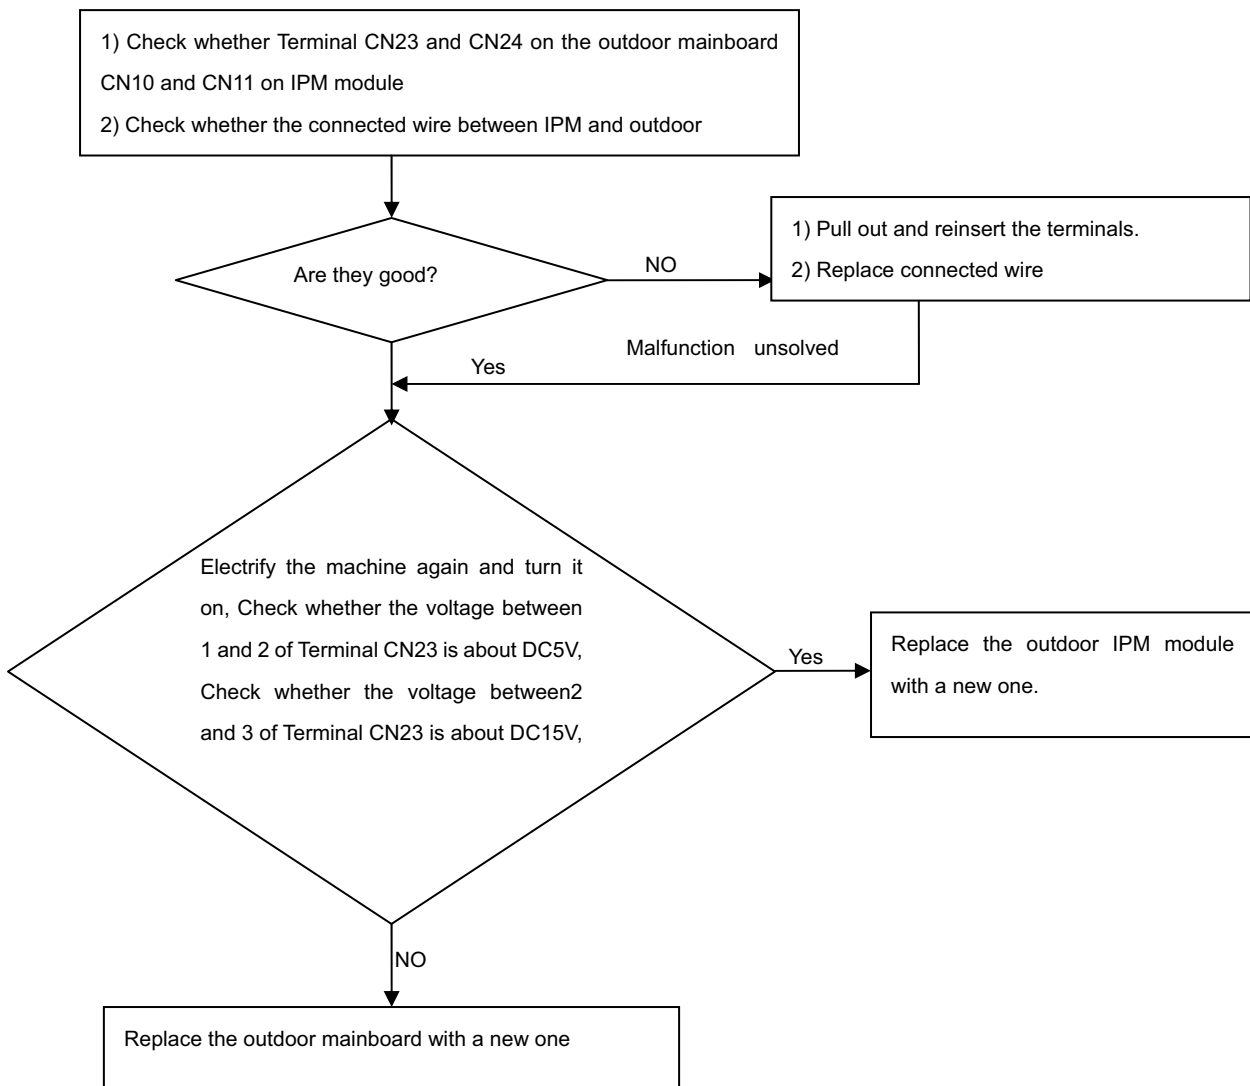 1) Check whether Terminal CN23 and CN24 on the outdoor mainboard
CN10 and CN11 on IPM module
2) Check whether the connected wire between IPM and outdoor
Are they good?
NO
1) Pull out and reinsert the terminals.
2) Replace connected wire
Malfunction unsolved
Yes
Electrify the machine again and turn it
on, Check whether the voltage between
1 and 2 of Terminal CN23 is about DC5V,
Check whether the voltage between2
and 3 of Terminal CN23 is about DC15V,
Yes
Replace the outdoor IPM module
with a new one.
NO
Replace the outdoor mainboard with a new one